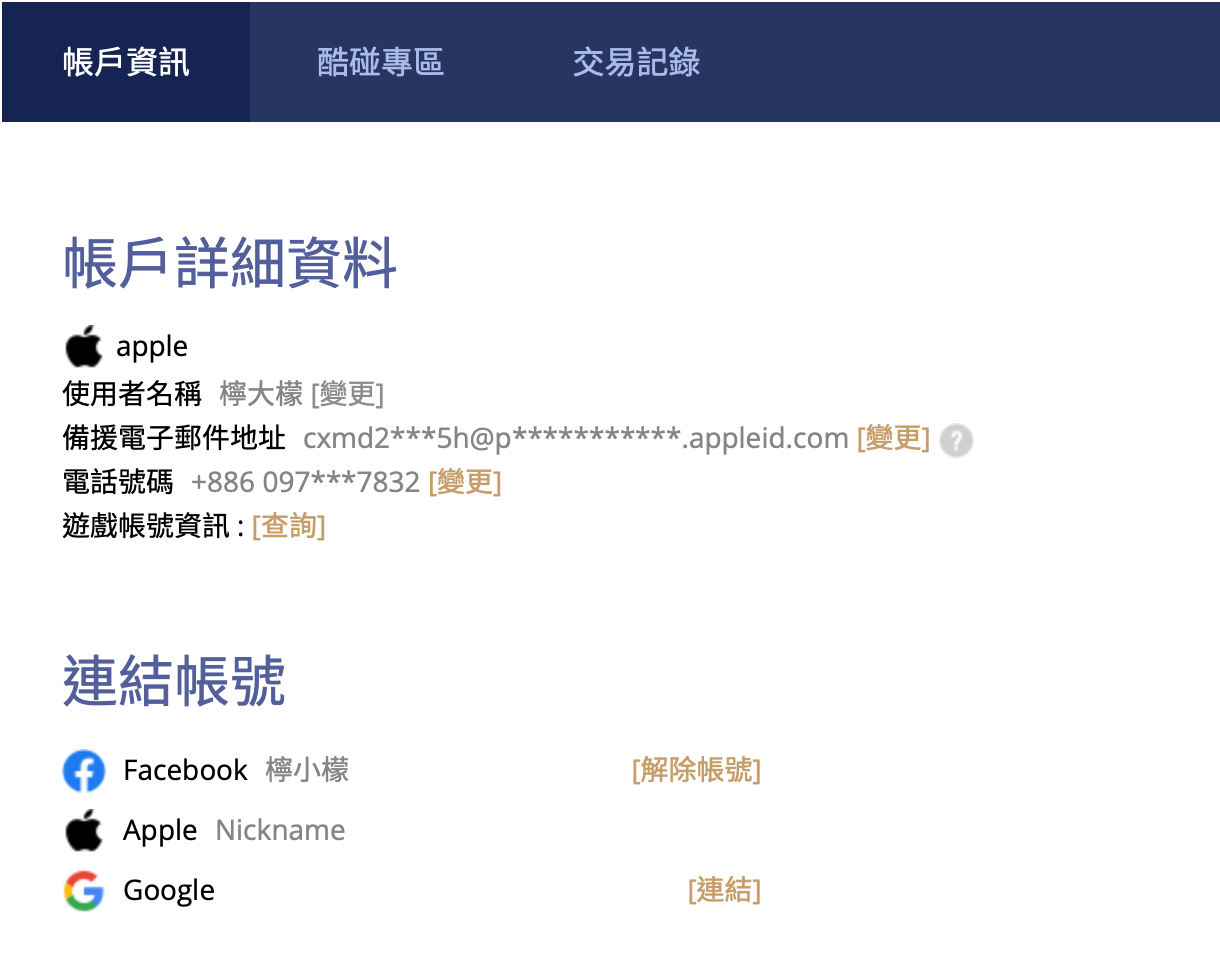 帳戶資訊 酷碰專區 交易記錄
帳戶詳細資料
apple
使用者名稱 檸大檬 [變更]
備援電子郵件地址 cxmd2***5h@p***********.appleid.com [變更] ?
電話號碼 +886 097***7832 [變更]
遊戲帳號資訊 : [查詢]
連結帳號
Facebook 檸小檬 [解除帳號]
Apple Nickname
Google [連結]